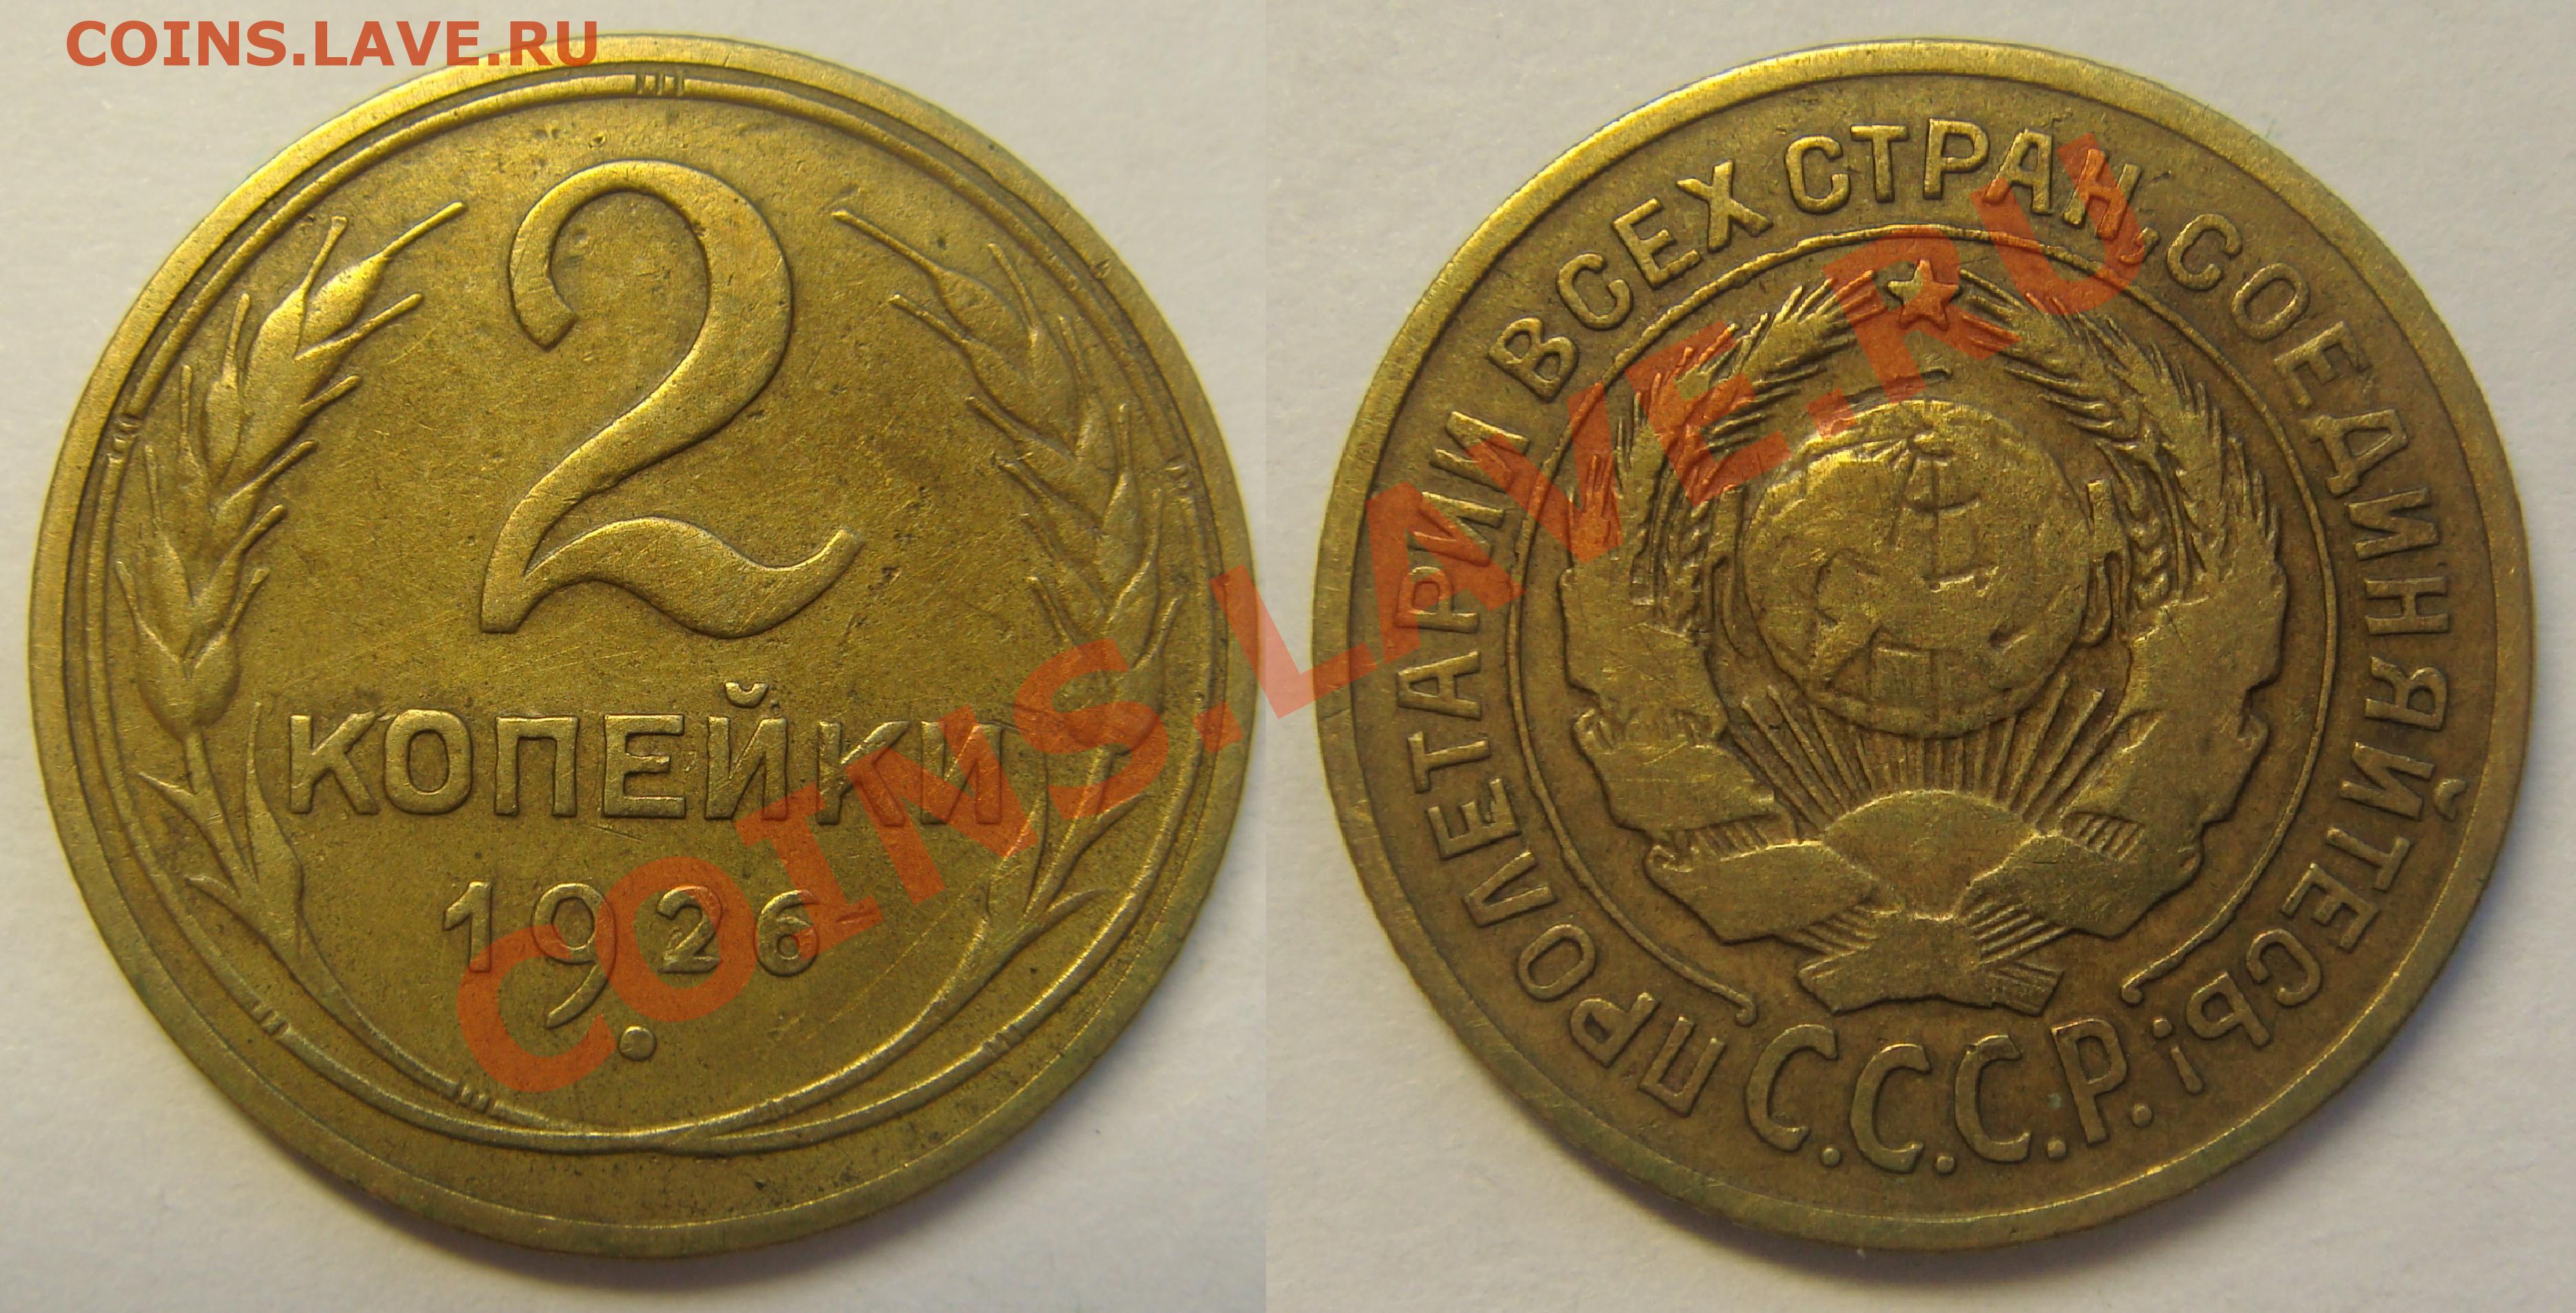 COINS.LAVE.RU
2
КОПЕЙКИ
1926.
ПРОЛЕТАРИИ ВСЕХ СТРАН, СОЕДИНЯЙТЕСЬ!
С.С.С.Р.
COINS.LAVE.RU